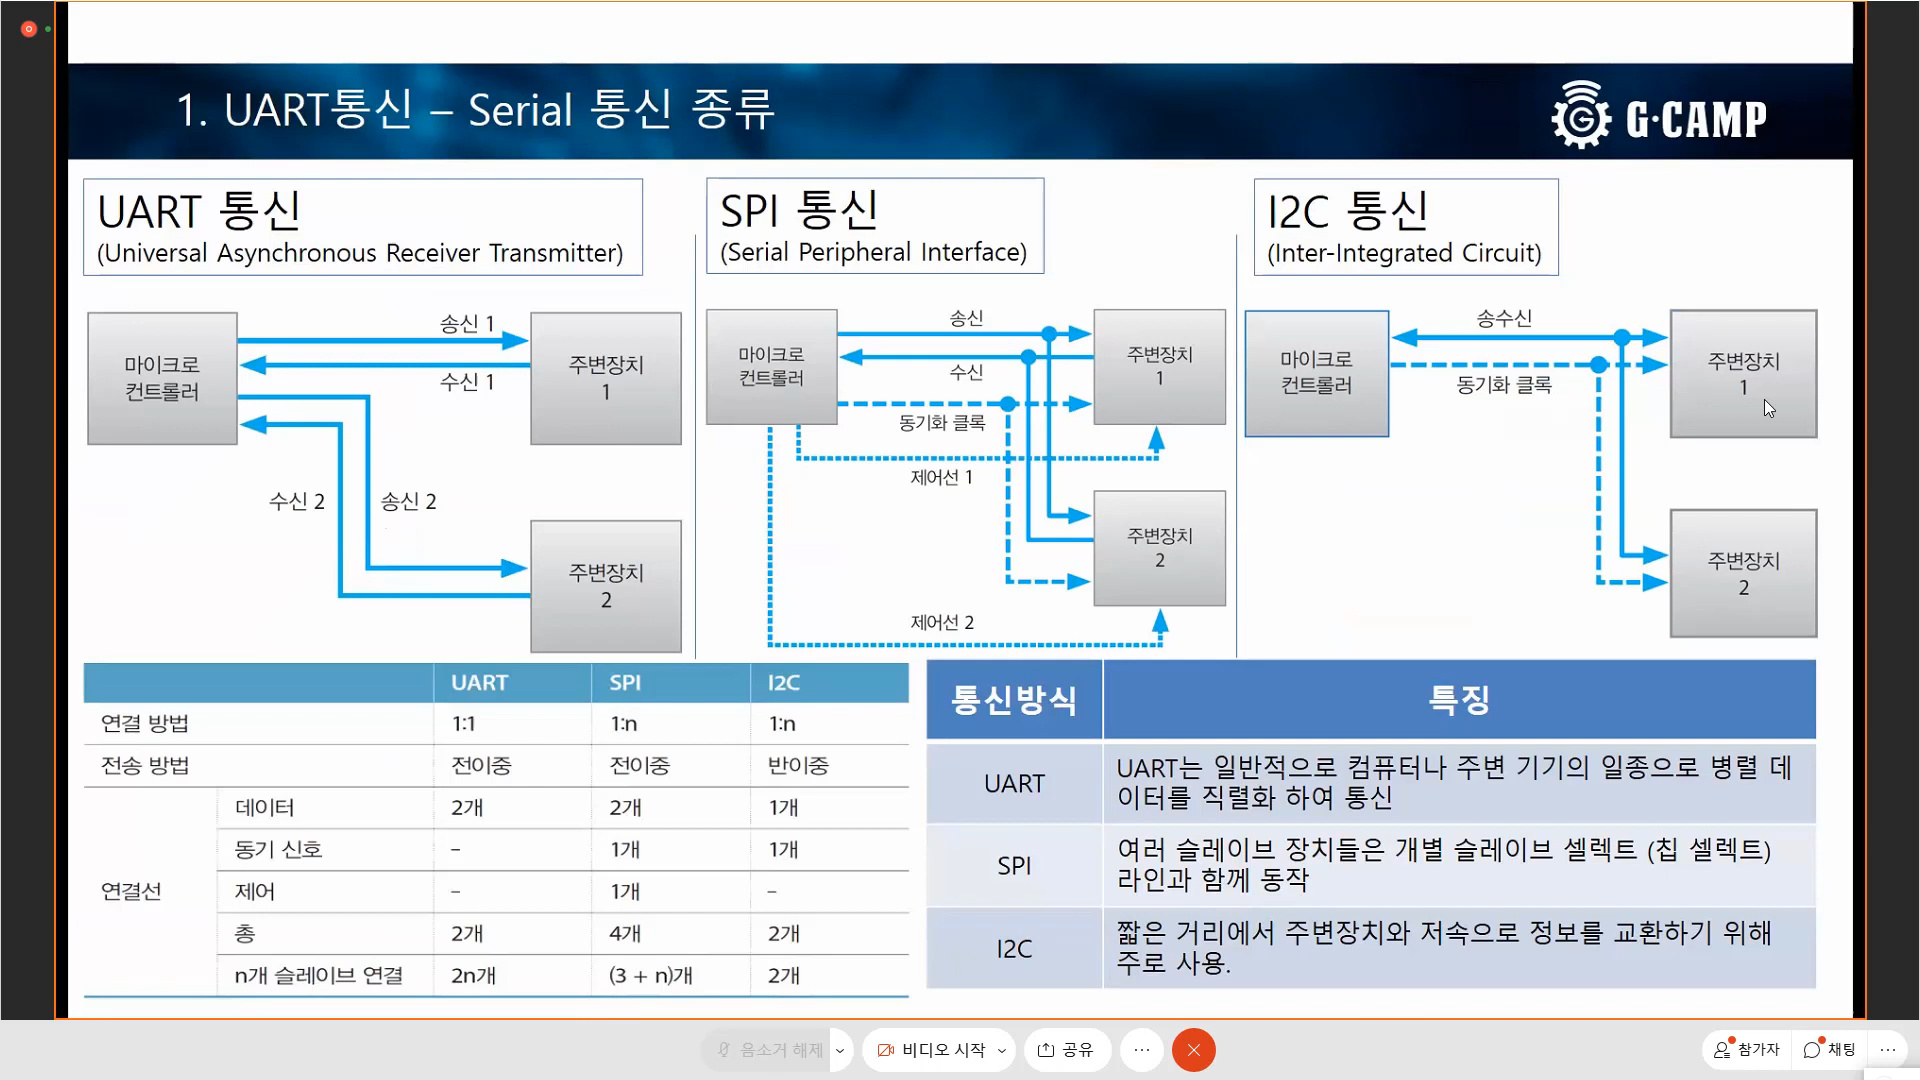 1. UART통신 – Serial 통신 종류
G·CAMP
UART 통신
(Universal Asynchronous Receiver Transmitter)
SPI 통신
(Serial Peripheral Interface)
I2C 통신
(Inter-Integrated Circuit)
마이크로
컨트롤러
송신 1
수신 1
주변장치
1
수신 2
송신 2
주변장치
2
마이크로
컨트롤러
송신
수신
동기화 클록
제어선 1
제어선 2
주변장치
1
주변장치
2
마이크로
컨트롤러
송수신
동기화 클록
주변장치
1
주변장치
2
UART SPI I2C
연결 방법 1:1 1:n 1:n
전송 방법 전이중 전이중 반이중
연결선
데이터 2개 2개 1개
동기 신호 – 1개 1개
제어 – 1개 –
총 2개 4개 2개
n개 슬레이브 연결 2n개 (3 + n)개 2개
통신방식 특징
UART
UART는 일반적으로 컴퓨터나 주변 기기의 일종으로 병렬 데
이터를 직렬화 하여 통신
SPI
여러 슬레이브 장치들은 개별 슬레이브 셀렉트 (칩 셀렉트)
라인과 함께 동작
I2C
짧은 거리에서 주변장치와 저속으로 정보를 교환하기 위해
주로 사용.
음소거 해제 비디오 시작 공유 ··· 참가자 채팅 ···